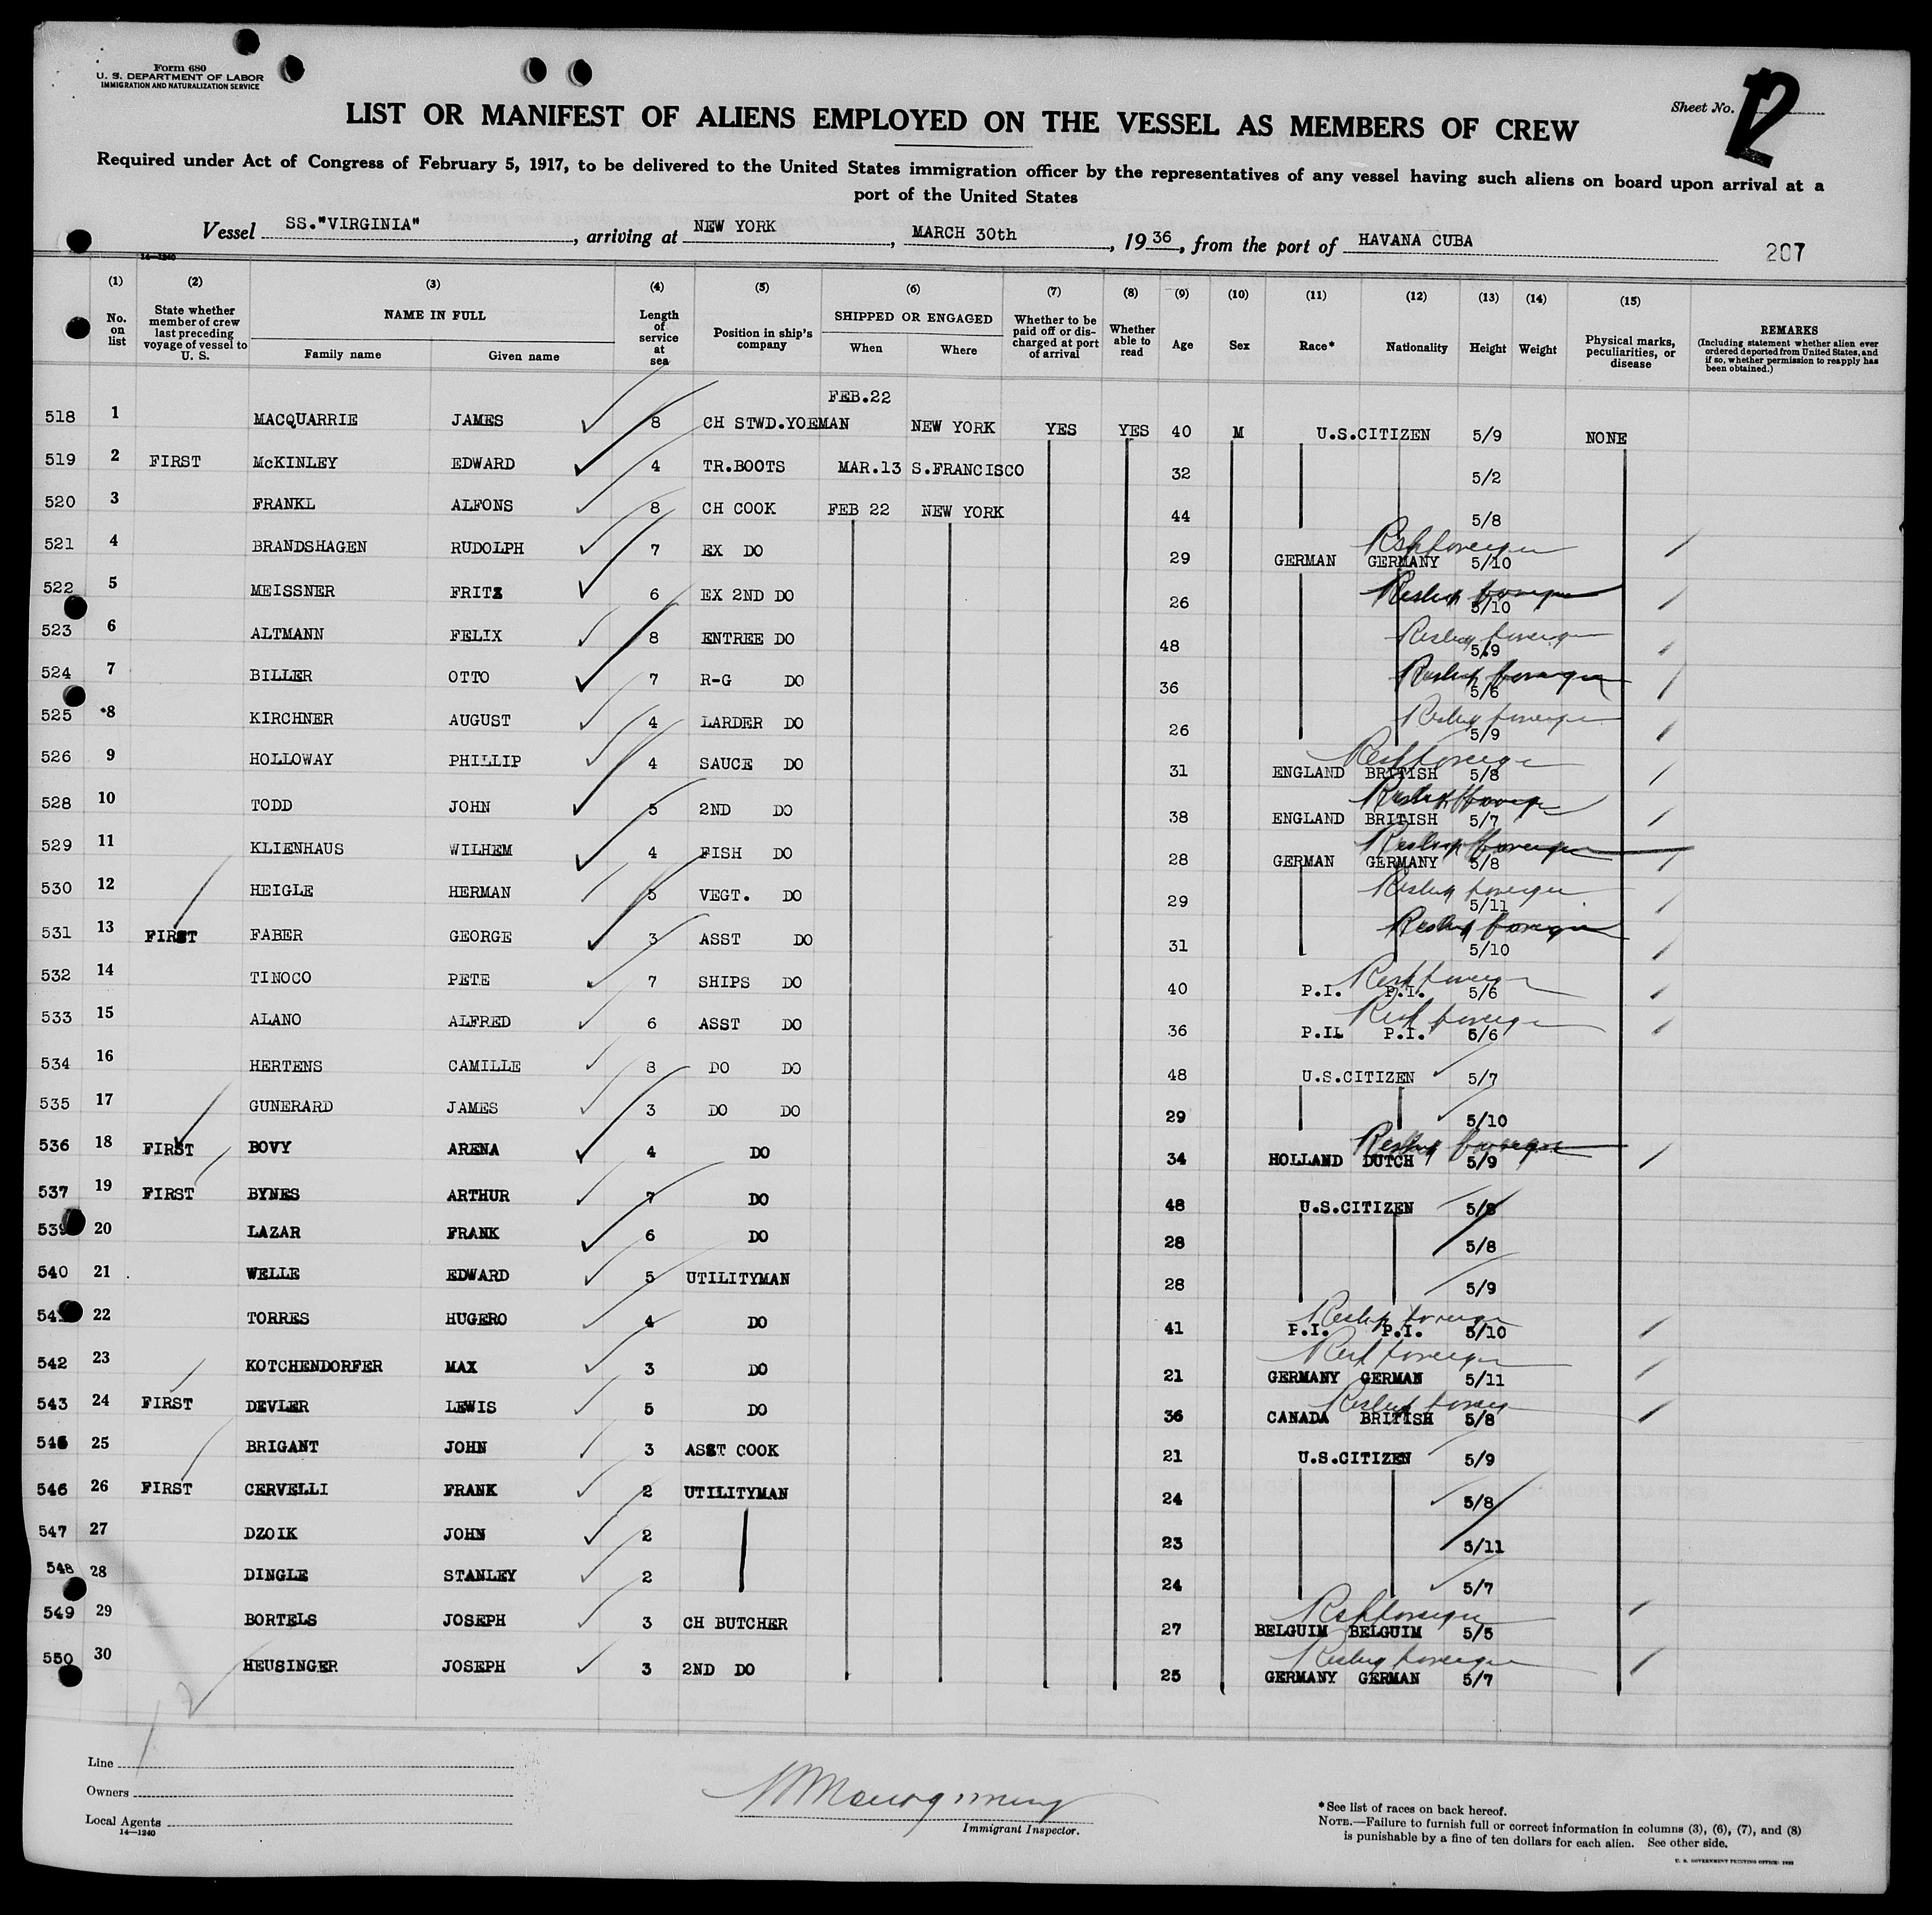 Form 680
U. S. DEPARTMENT OF LABOR
IMMIGRATION AND NATURALIZATION SERVICE
Sheet No. 12
LIST OR MANIFEST OF ALIENS EMPLOYED ON THE VESSEL AS MEMBERS OF CREW
Required under Act of Congress of February 5, 1917, to be delivered to the United States immigration officer by the representatives of any vessel having such aliens on board upon arrival at a
port of the United States
Vessel SS."VIRGINIA", arriving at NEW YORK, MARCH 30th, 1936, from the port of HAVANA CUBA 207
14—1240
(1) (2) (3) (4) (5) (6) (7) (8) (9) (10) (11) (12) (13) (14) (15)
No. on list State whether member of crew last preceding voyage of vessel to U. S. NAME IN FULL Family name Given name Length of service at sea Position in ship's company SHIPPED OR ENGAGED When Where Whether to be paid off or discharged at port of arrival Whether able to read Age Sex Race* Nationality Height Weight Physical marks, peculiarities, or disease REMARKS (Including statement whether alien ever ordered deported from United States, and if so, whether permission to reapply has been obtained.)
FEB.22
518 1 MACQUARRIE JAMES 8 CH STWD.YOEMAN NEW YORK YES YES 40 M U.S.CITIZEN 5/9 NONE
519 2 FIRST McKINLEY EDWARD 4 TR.BOOTS MAR.13 S.FRANCISCO 32 5/2
520 3 FRANKL ALFONS 8 CH COOK FEB 22 NEW YORK 44 5/8
521 4 BRANDSHAGEN RUDOLPH 7 EX DO 29 GERMAN GERMANY 5/10
522 5 MEISSNER FRITZ 6 EX 2ND DO 26 5/10
523 6 ALTMANN FELIX 8 ENTREE DO 48 5.9
524 7 BILLER OTTO 7 R-G DO 36 5/6
525 *8 KIRCHNER AUGUST 4 LARDER DO 26 5/9
526 9 HOLLOWAY PHILLIP 4 SAUCE DO 31 ENGLAND BRITISH 5/8
528 10 TODD JOHN 5 2ND DO 38 ENGLAND BRITISH 5/7
529 11 KLIENHAUS WILHEM 4 FISH DO 28 GERMAN GERMANY 5/8
530 12 HEIGLE HERMAN 5 VEGT. DO 29 5/11
531 13 FIRST FABER GEORGE 3 ASST DO 31 5/10
532 14 TINOCO PETE 7 SHIPS DO 40 P.I. P.I. 5/6
533 15 ALANO ALFRED 6 ASST DO 36 P.II. P.I. 5/6
534 16 HERTENS CAMILLE 8 DO DO 48 U.S.CITIZEN 5/7
535 17 GUNERARD JAMES 3 DO DO 29 5/10
536 18 FIRST BOVY ARENA 4 DO 34 HOLLAND DUTCH 5/9
537 19 FIRST BYNES ARTHUR 7 DO 48 U.S.CITIZEN 5/8
539 20 LAZAR FRANK 6 DO 28 5/8
540 21 WELLE EDWARD 5 UTILITYMAN 28 5/9
22 TORRES HUGERO 4 DO 41 P.I. P.I. 5/10
542 23 KOTCHENDORFER MAX 3 DO 21 GERMANY GERMAN 5/11
543 24 FIRST DEVLER LEWIS 5 DO 36 CANADA BRITISH 5/8
545 25 BRIGANT JOHN 3 ASST COOK 21 U.S.CITIZEN 5/9
546 26 FIRST CERVELLI FRANK 2 UTILITYMAN 24 5/8
547 27 DZOIK JOHN 2 23 5/11
548 28 DINGLE STANLEY 2 24 5/7
549 29 BORTELS JOSEPH 3 CH BUTCHER 27 BELGUIM BELGUIM 5/5
550 30 HEUSINGER JOSEPH 3 2ND DO 25 GERMANY GERMAN 5/7
Line
Owners
Local Agents
14—1240
Immigrant Inspector.
*See list of races on back hereof.
NOTE.—Failure to furnish full or correct information in columns (3), (6), (7), and (8)
is punishable by a fine of ten dollars for each alien. See other side.
U. S. GOVERNMENT PRINTING OFFICE: 1933